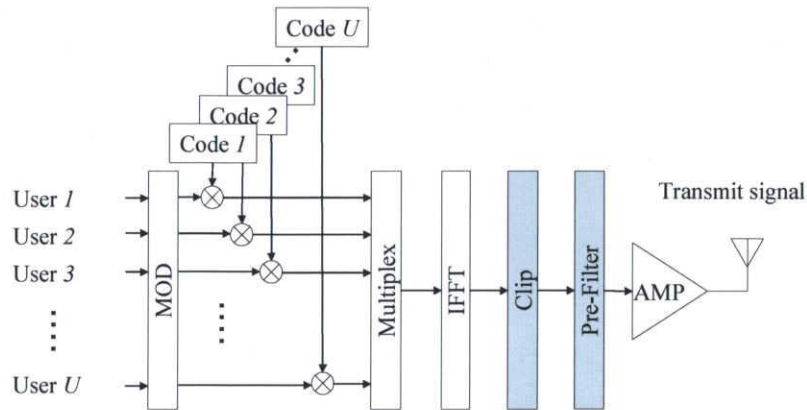 Code U
Code 3
Code 2
Code 1
User 1
User 2
User 3
User U
MOD
Multiplex
IFFT
Clip
Pre-Filter
AMP
Transmit signal